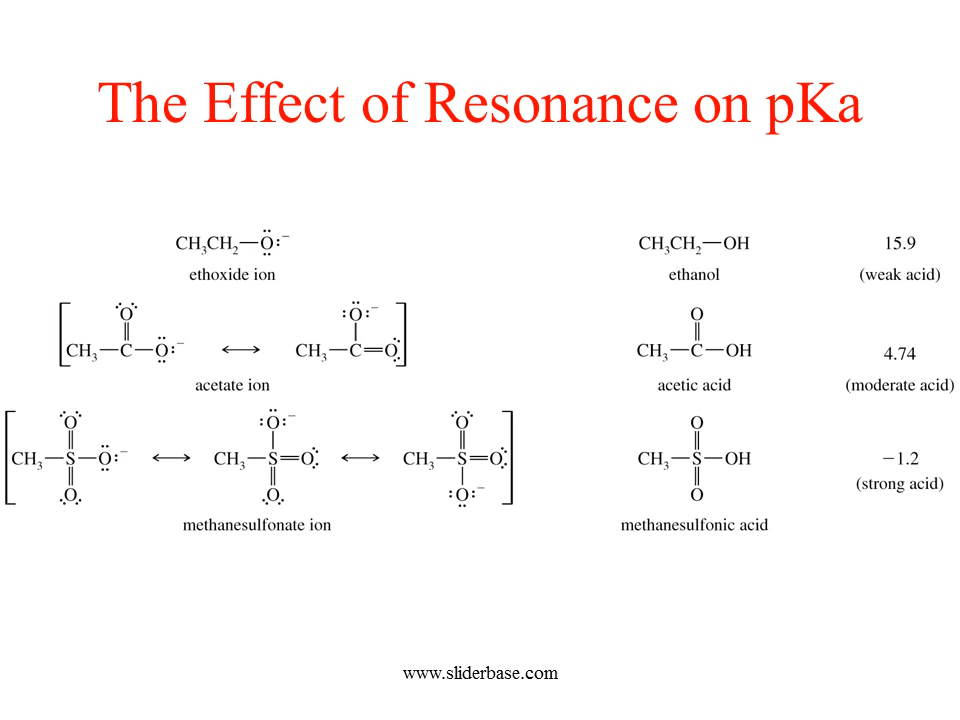 The Effect of Resonance on pKa
CH₃CH₂—Ö:⁻ CH₃CH₂—OH 15.9
ethoxide ion ethanol (weak acid)
O :Ö:⁻ O
CH₃—C—Ö:⁻ ⟷ CH₃—C=O CH₃—C—OH 4.74
acetate ion acetic acid (moderate acid)
O :Ö:⁻ O O
CH₃—S—Ö:⁻ ⟷ CH₃—S=O ⟷ CH₃—S=O CH₃—S—OH −1.2
O O :O:⁻ O (strong acid)
methanesulfonate ion methanesulfonic acid
www.sliderbase.com